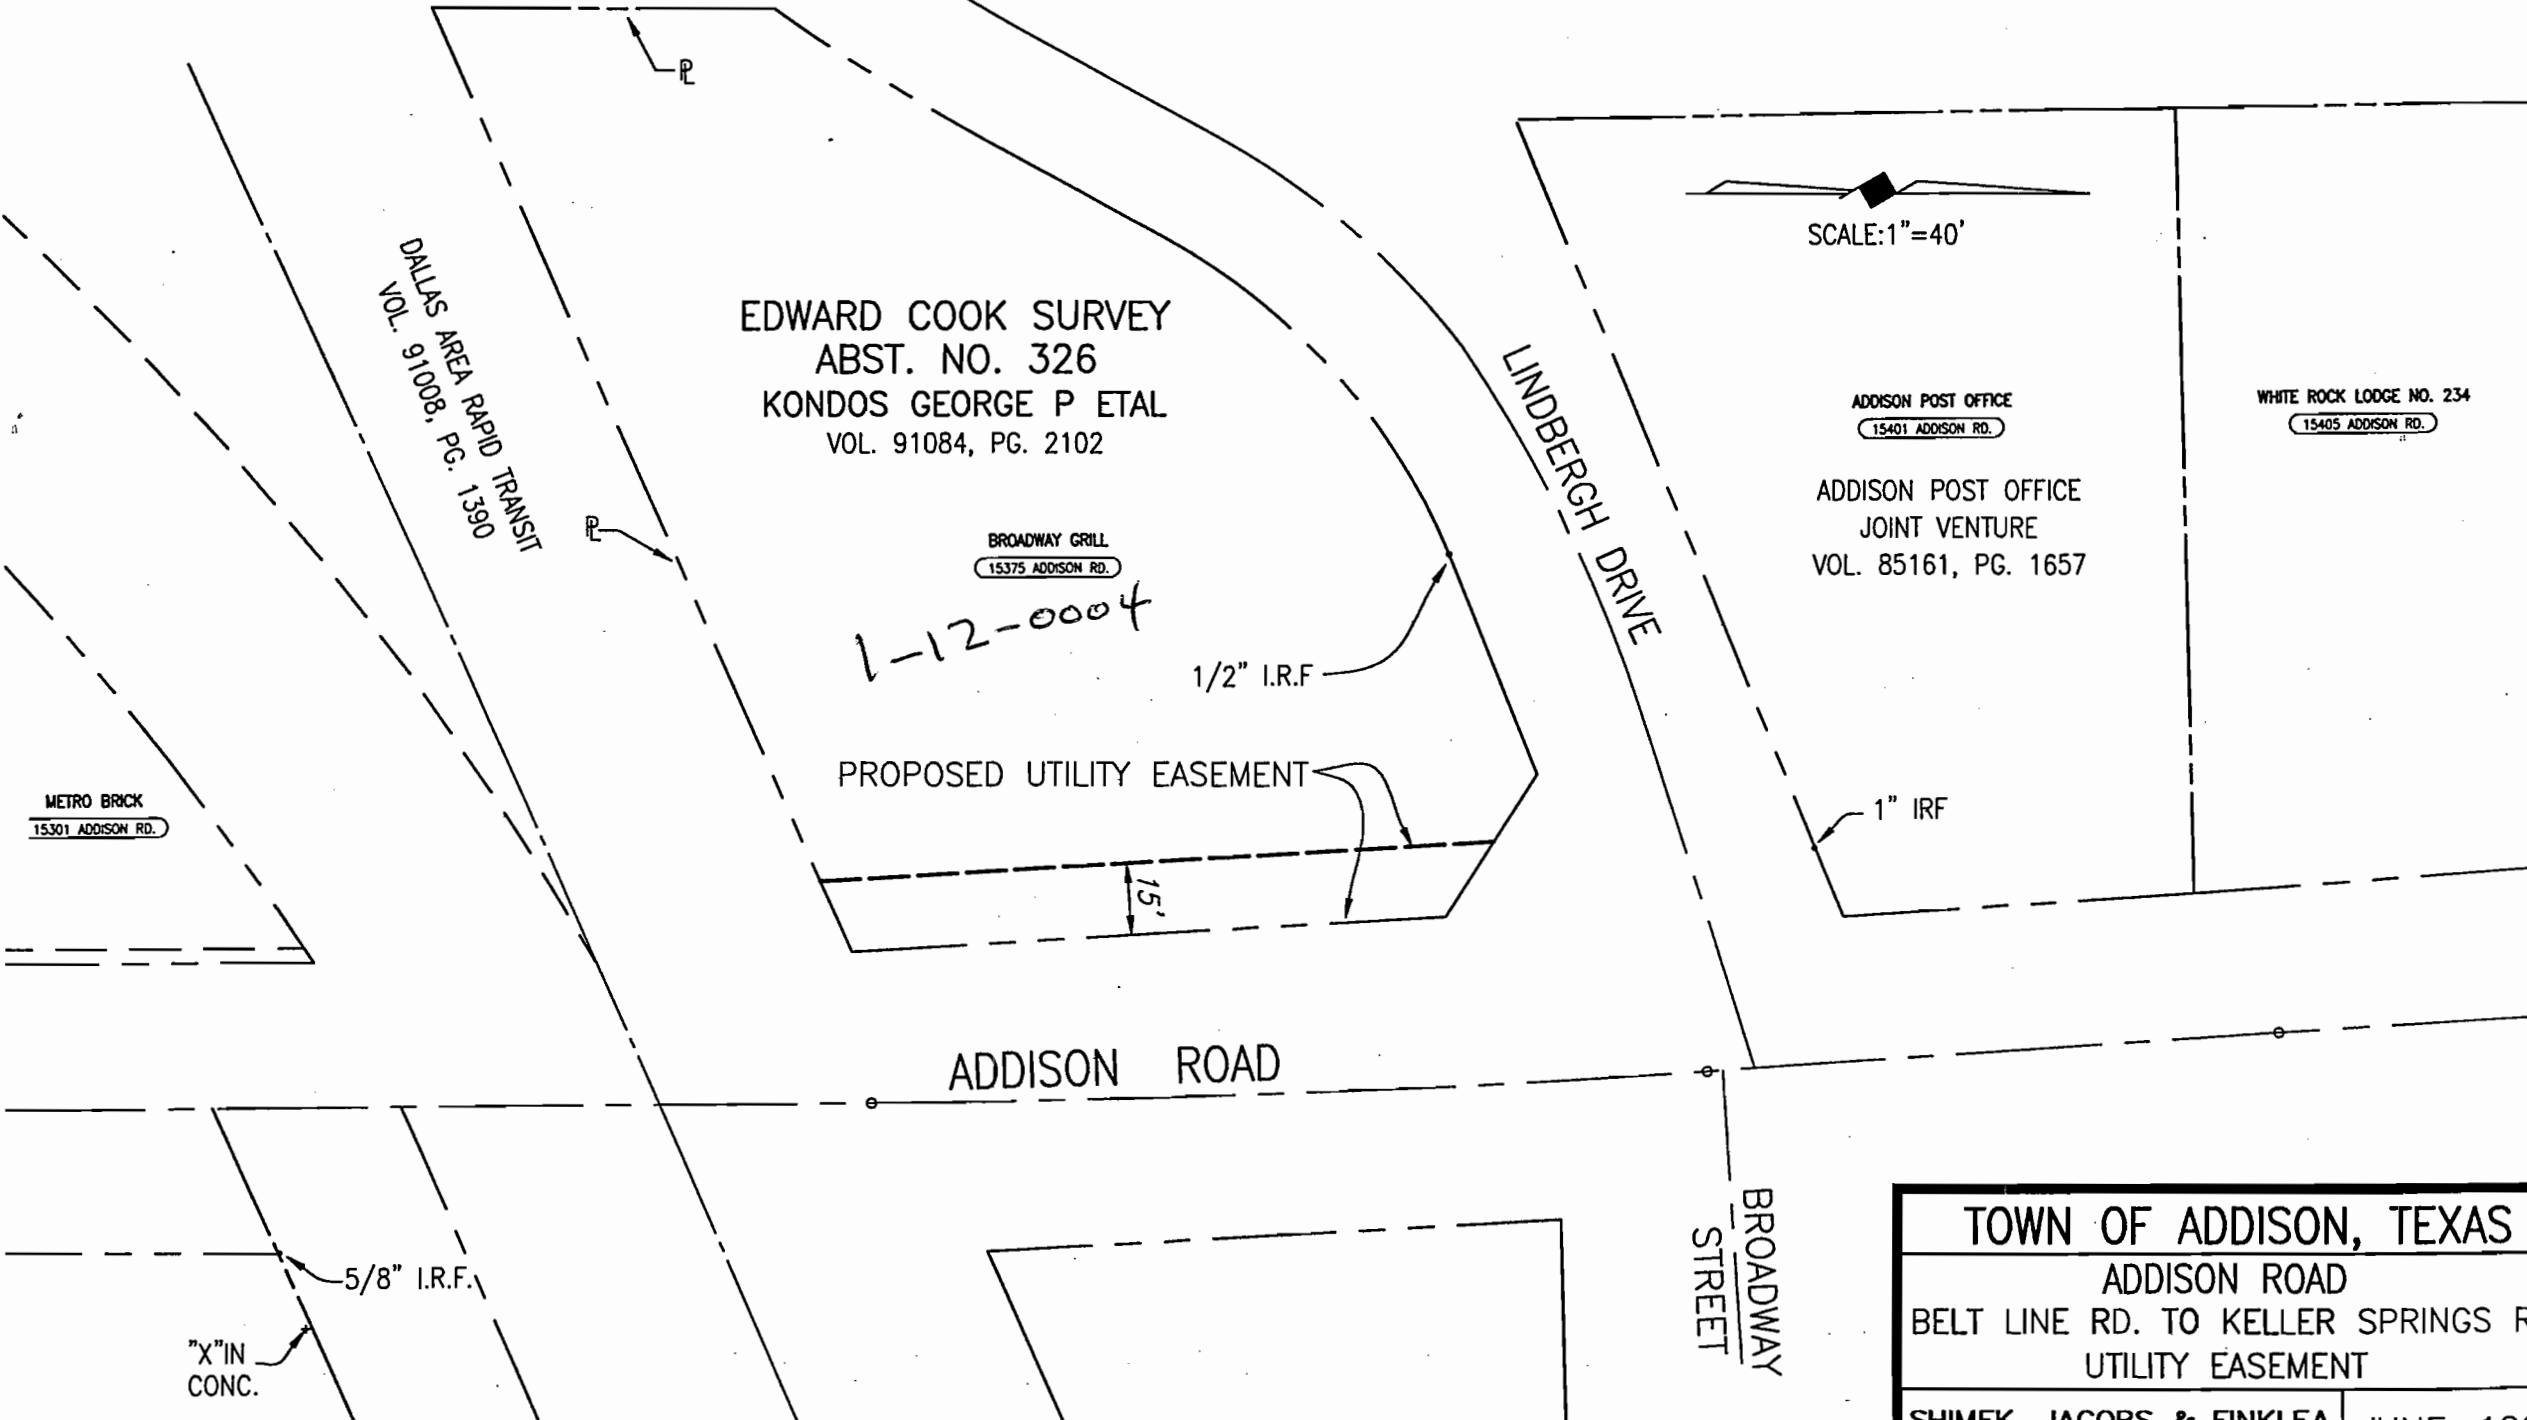 ℄
SCALE:1"=40'
DALLAS AREA RAPID TRANSIT
VOL. 91008, PG. 1390
EDWARD COOK SURVEY
ABST. NO. 326
KONDOS GEORGE P ETAL
VOL. 91084, PG. 2102
BROADWAY GRILL
15375 ADDISON RD.
1-12-0004
LINDBERGH DRIVE
ADDISON POST OFFICE
15401 ADDISON RD.
ADDISON POST OFFICE
JOINT VENTURE
VOL. 85161, PG. 1657
WHITE ROCK LODGE NO. 234
15405 ADDISON RD.
1/2" I.R.F
PROPOSED UTILITY EASEMENT
15'
1" IRF
METRO BRICK
15301 ADDISON RD.
ADDISON ROAD
5/8" I.R.F.
"X"IN
CONC.
BROADWAY
STREET
TOWN OF ADDISON, TEXAS
ADDISON ROAD
BELT LINE RD. TO KELLER SPRINGS R
UTILITY EASEMENT
SHIMEK, JACOBS & FINKLEA
JUNE